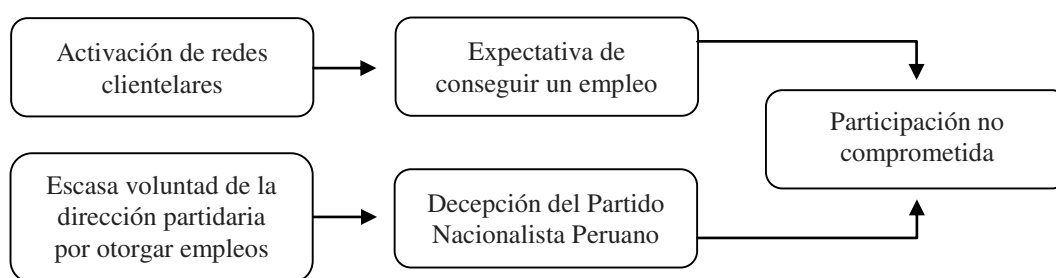 Activación de redes
clientelares
Expectativa de
conseguir un empleo
Participación no
comprometida
Escasa voluntad de la
dirección partidaria
por otorgar empleos
Decepción del Partido
Nacionalista Peruano